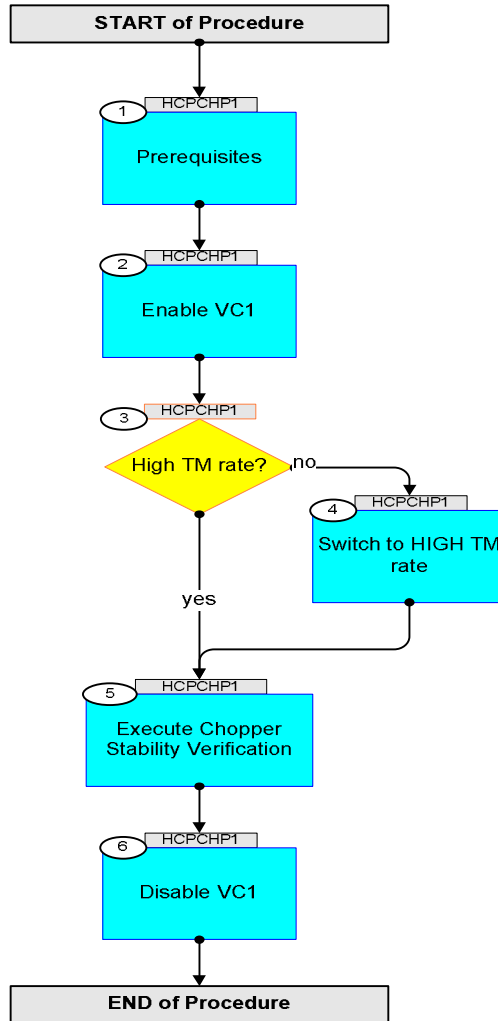 START of Procedure
HCPCHP1
1
Prerequisites
HCPCHP1
2
Enable VC1
HCPCHP1
3
High TM rate?
no
HCPCHP1
4
Switch to HIGH TM
rate
yes
HCPCHP1
5
Execute Chopper
Stability Verification
HCPCHP1
6
Disable VC1
END of Procedure